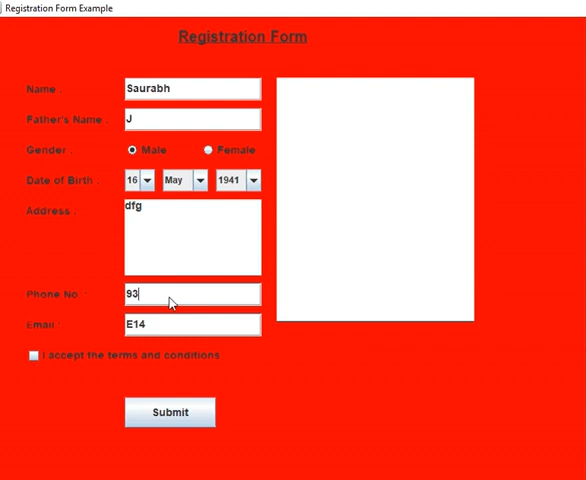 Registration Form Example
Registration Form
Name :
Saurabh
Father's Name :
J
Gender :
Male
Female
Date of Birth :
16
May
1941
Address :
dfg
Phone No. :
93
Email :
E14
I accept the terms and conditions
Submit